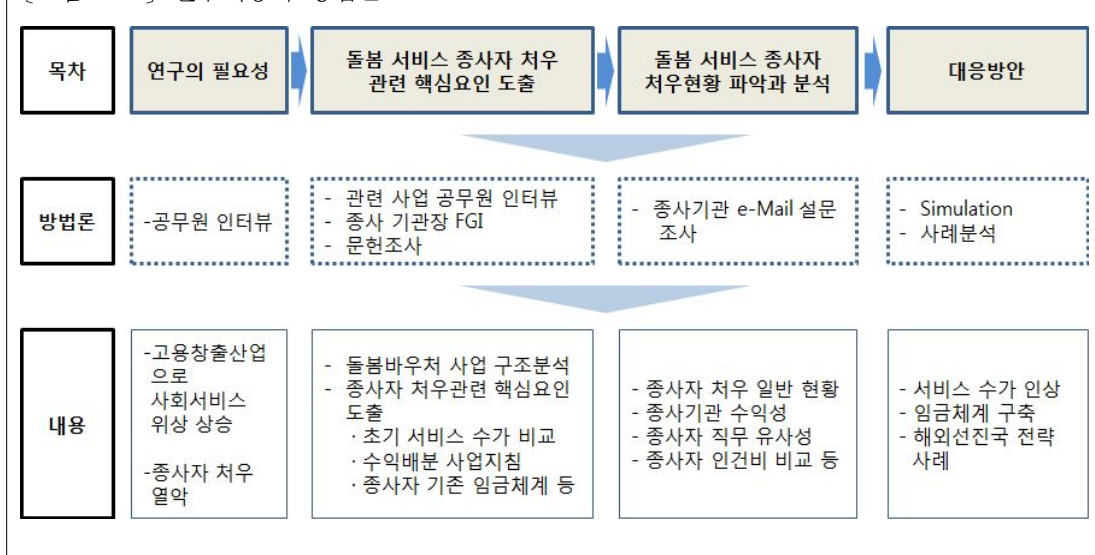 목차
연구의 필요성
돌봄 서비스 종사자 처우
관련 핵심요인 도출
돌봄 서비스 종사자
처우현황 파악과 분석
대응방안
방법론
-공무원 인터뷰
- 관련 사업 공무원 인터뷰
- 종사 기관장 FGI
- 문헌조사
- 종사기관 e-Mail 설문
조사
- Simulation
- 사례분석
내용
-고용창출산업
으로
사회서비스
위상 상승
-종사자 처우
열악
- 돌봄바우처 사업 구조분석
- 종사자 처우관련 핵심요인
도출
· 초기 서비스 수가 비교
· 수익배분 사업지침
· 종사자 기존 임금체계 등
- 종사자 처우 일반 현황
- 종사기관 수익성
- 종사자 직무 유사성
- 종사자 인건비 비교 등
- 서비스 수가 인상
- 임금체계 구축
- 해외선진국 전략
사례